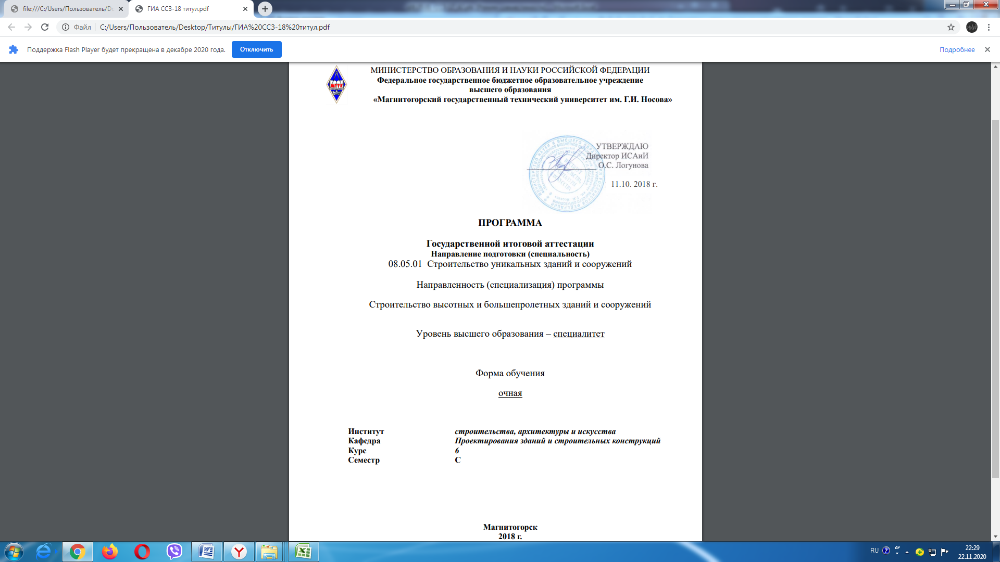 file:///C:/Users/Пользователь/Do
ГИА ССЗ-18 титул.pdf
Файл
C:/Users/Пользователь/Desktop/Титулы/ГИА%20ССЗ-18%20титул.pdf
Поддержка Flash Player будет прекращена в декабре 2020 года.
Отключить
Подробнее
МГТУ
МИНИСТЕРСТВО ОБРАЗОВАНИЯ И НАУКИ РОССИЙСКОЙ ФЕДЕРАЦИИ
Федеральное государственное бюджетное образовательное учреждение
высшего образования
«Магнитогорский государственный технический университет им. Г.И. Носова»
УТВЕРЖДАЮ
Директор ИСАиИ
О.С. Логунова
11.10. 2018 г.
ПРОГРАММА
Государственной итоговой аттестации
Направление подготовки (специальность)
08.05.01 Строительство уникальных зданий и сооружений
Направленность (специализация) программы
Строительство высотных и большепролетных зданий и сооружений
Уровень высшего образования – специалитет
Форма обучения
очная
Институт строительства, архитектуры и искусства
Кафедра Проектирования зданий и строительных конструкций
Курс 6
Семестр С
Магнитогорск
2018 г.
RU
22:29
22.11.2020